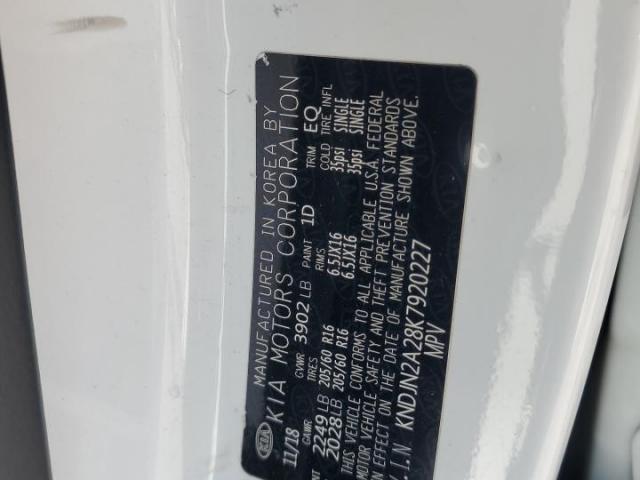 MANUFACTURED IN KOREA BY
KIA KIA MOTORS CORPORATION
11/18 GVWR 3902 LB PAINT 1D TRIM EQ
GAWR TIRES RIMS COLD TIRE INFL
NT 2249 LB 205/60 R16 6.5JX16 35psi SINGLE
2028 LB 205/60 R16 6.5JX16 35psi SINGLE
THIS VEHICLE CONFORMS TO ALL APPLICABLE U.S.A. FEDERAL
MOTOR VEHICLE SAFETY AND THEFT PREVENTION STANDARDS
IN EFFECT ON THE DATE OF MANUFACTURE SHOWN ABOVE.
V.I.N KNDJN2A28K7920227
MPV